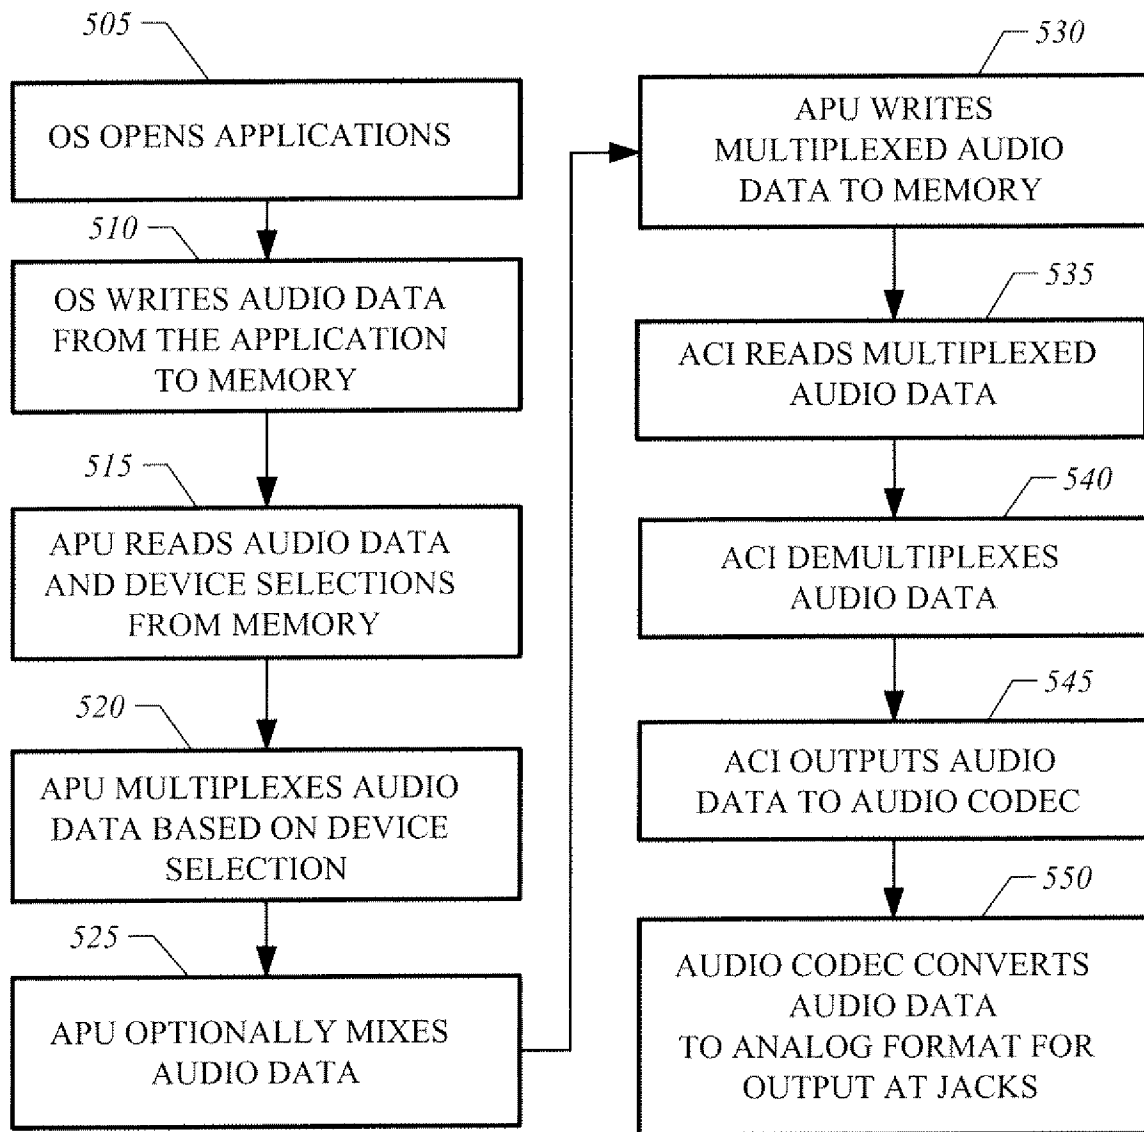 505
OS OPENS APPLICATIONS
510
OS WRITES AUDIO DATA
FROM THE APPLICATION
TO MEMORY
515
APU READS AUDIO DATA
AND DEVICE SELECTIONS
FROM MEMORY
520
APU MULTIPLEXES AUDIO
DATA BASED ON DEVICE
SELECTION
525
APU OPTIONALLY MIXES
AUDIO DATA
530
APU WRITES
MULTIPLEXED AUDIO
DATA TO MEMORY
535
ACI READS MULTIPLEXED
AUDIO DATA
540
ACI DEMULTIPLEXES
AUDIO DATA
545
ACI OUTPUTS AUDIO
DATA TO AUDIO CODEC
550
AUDIO CODEC CONVERTS
AUDIO DATA
TO ANALOG FORMAT FOR
OUTPUT AT JACKS